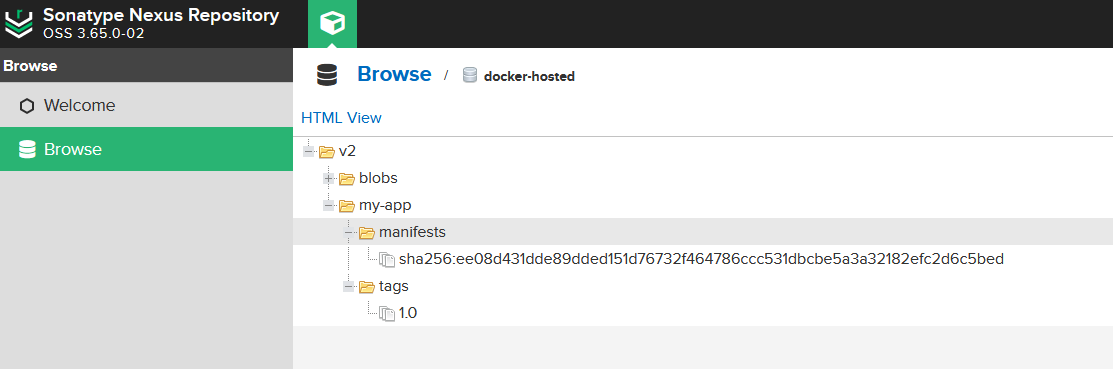 Sonatype Nexus Repository
OSS 3.65.0-02
Browse
Browse / docker-hosted
Welcome
HTML View
Browse
v2
blobs
my-app
manifests
sha256:ee08d431dde89dded151d76732f464786ccc531dbcbe5a3a32182efc2d6c5bed
tags
1.0